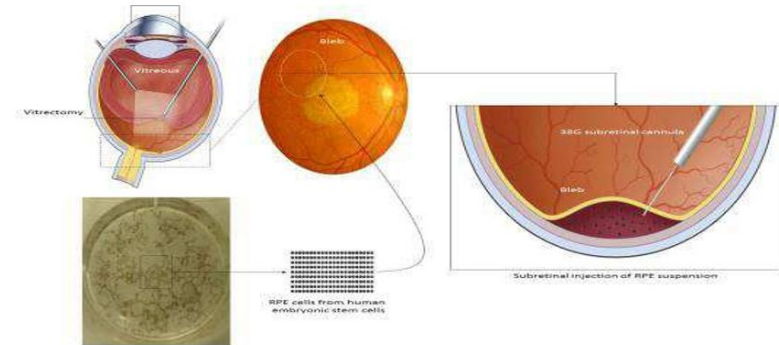 Bleb
Vitreous
Vitrectomy
38G subretinal cannula
Bleb
Subretinal injection of RPE suspension
RPE cells from human
embryonic stem cells